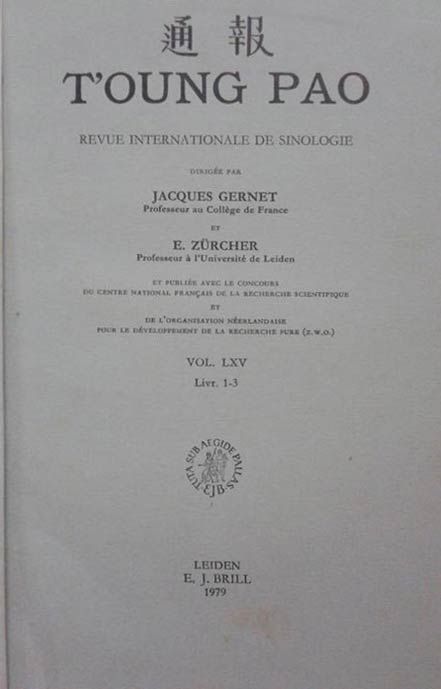 通 報
T'OUNG PAO
REVUE INTERNATIONALE DE SINOLOGIE
DIRIGÉE PAR
JACQUES GERNET
Professeur au Collège de France
ET
E. ZÜRCHER
Professeur à l'Université de Leiden
ET PUBLIÉE AVEC LE CONCOURS
DU CENTRE NATIONAL FRANÇAIS DE LA RECHERCHE SCIENTIFIQUE
ET
DE L'ORGANISATION NÉERLANDAISE
POUR LE DÉVELOPPEMENT DE LA RECHERCHE PURE (Z.W.O.)
VOL. LXV
Livr. 1-3
TUTA SUB AEGIDE PALLAS
EJB
LEIDEN
E. J. BRILL
1979